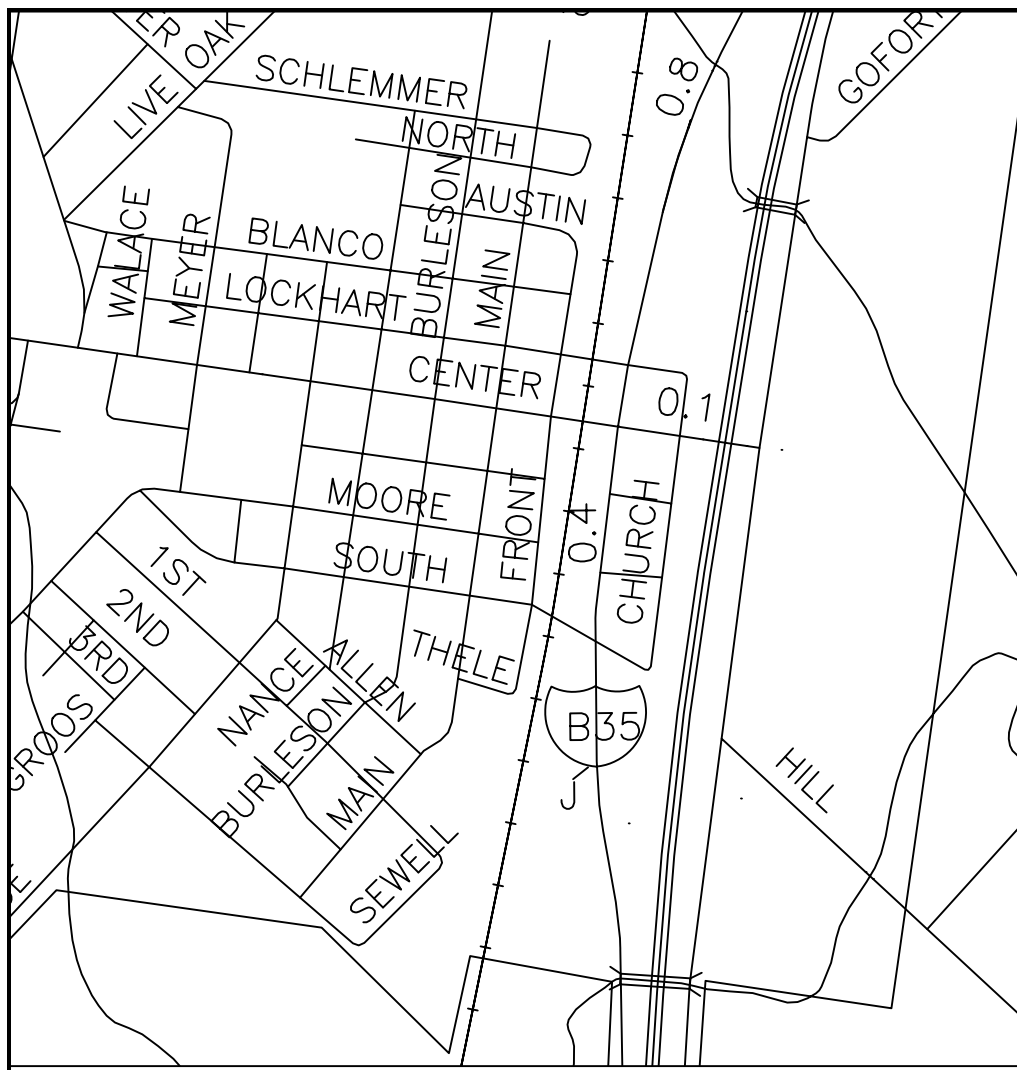 LIVE OAK
GOFORT
SCHLEMMER
0.8
NORTH
AUSTIN
WALACE
MEYER
BLANCO
BURLESON
MAIN
LOCKHART
CENTER
0.1
MOORE
FRONT
0.4
CHURCH
SOUTH
1ST
2ND
3RD
THELE
ALLEN
NANCE
BURLESON
MAIN
GROOS
B35
J
HILL
SEWELL